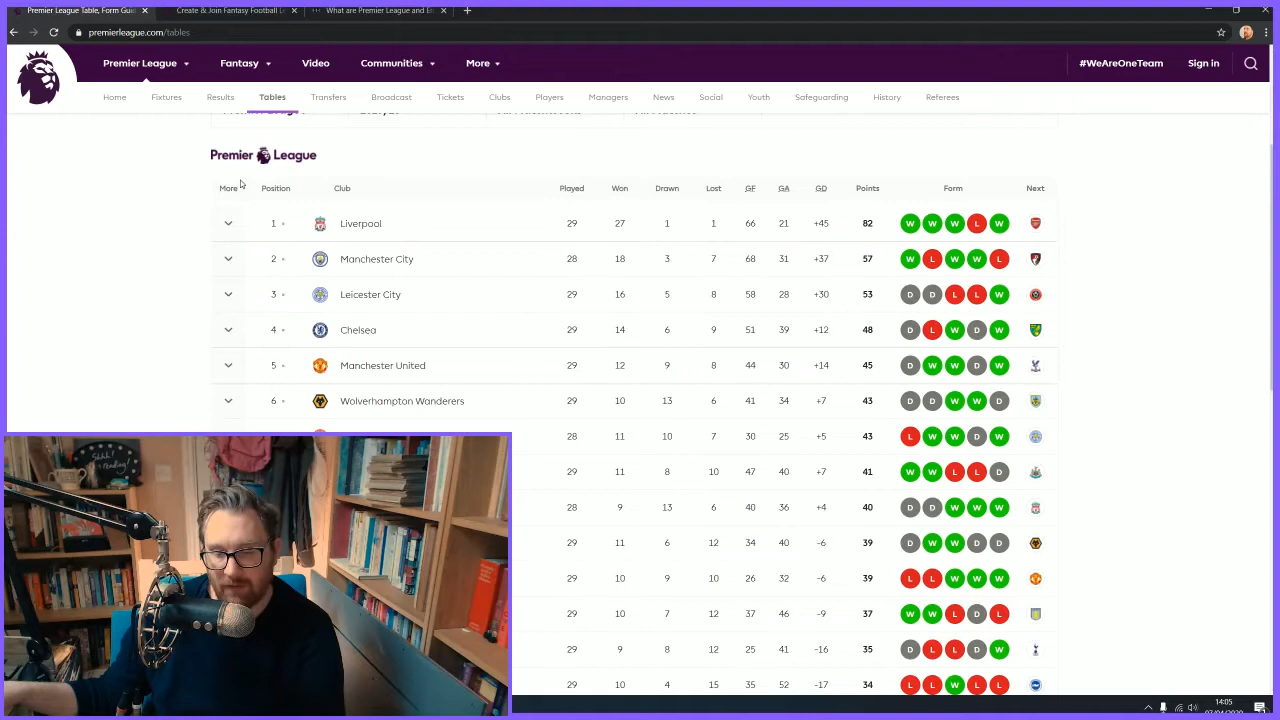 Premier League Table, Form Guid
Create & Join Fantasy Football L
What are Premier League and En
premierleague.com/tables
Premier League Fantasy Video Communities More #WeAreOneTeam Sign in
Home Fixtures Results Tables Transfers Broadcast Tickets Clubs Players Managers News Social Youth Safeguarding History Referees
Premier League
More Position Club Played Won Drawn Lost GF GA GD Points Form Next
1 Liverpool 29 27 1 1 66 21 +45 82 W W W L W
2 Manchester City 28 18 3 7 68 31 +37 57 W L W W L
3 Leicester City 29 16 5 8 58 28 +30 53 D D L L W
4 Chelsea 29 14 6 9 51 39 +12 48 D L W D W
5 Manchester United 29 12 9 8 44 30 +14 45 D W W D W
6 Wolverhampton Wanderers 29 10 13 6 41 34 +7 43 D D W W D
28 11 10 7 30 25 +5 43 L W W D W
29 11 8 10 47 40 +7 41 W W L L D
28 9 13 6 40 36 +4 40 D D W W W
29 11 6 12 34 40 -6 39 D W W D D
29 10 9 10 26 32 -6 39 L L W W W
29 10 7 12 37 46 -9 37 W W L D L
29 9 8 12 25 41 -16 35 D L L D W
29 10 4 15 35 52 -17 34 L L W L L
Shhh!
reading!
14:05